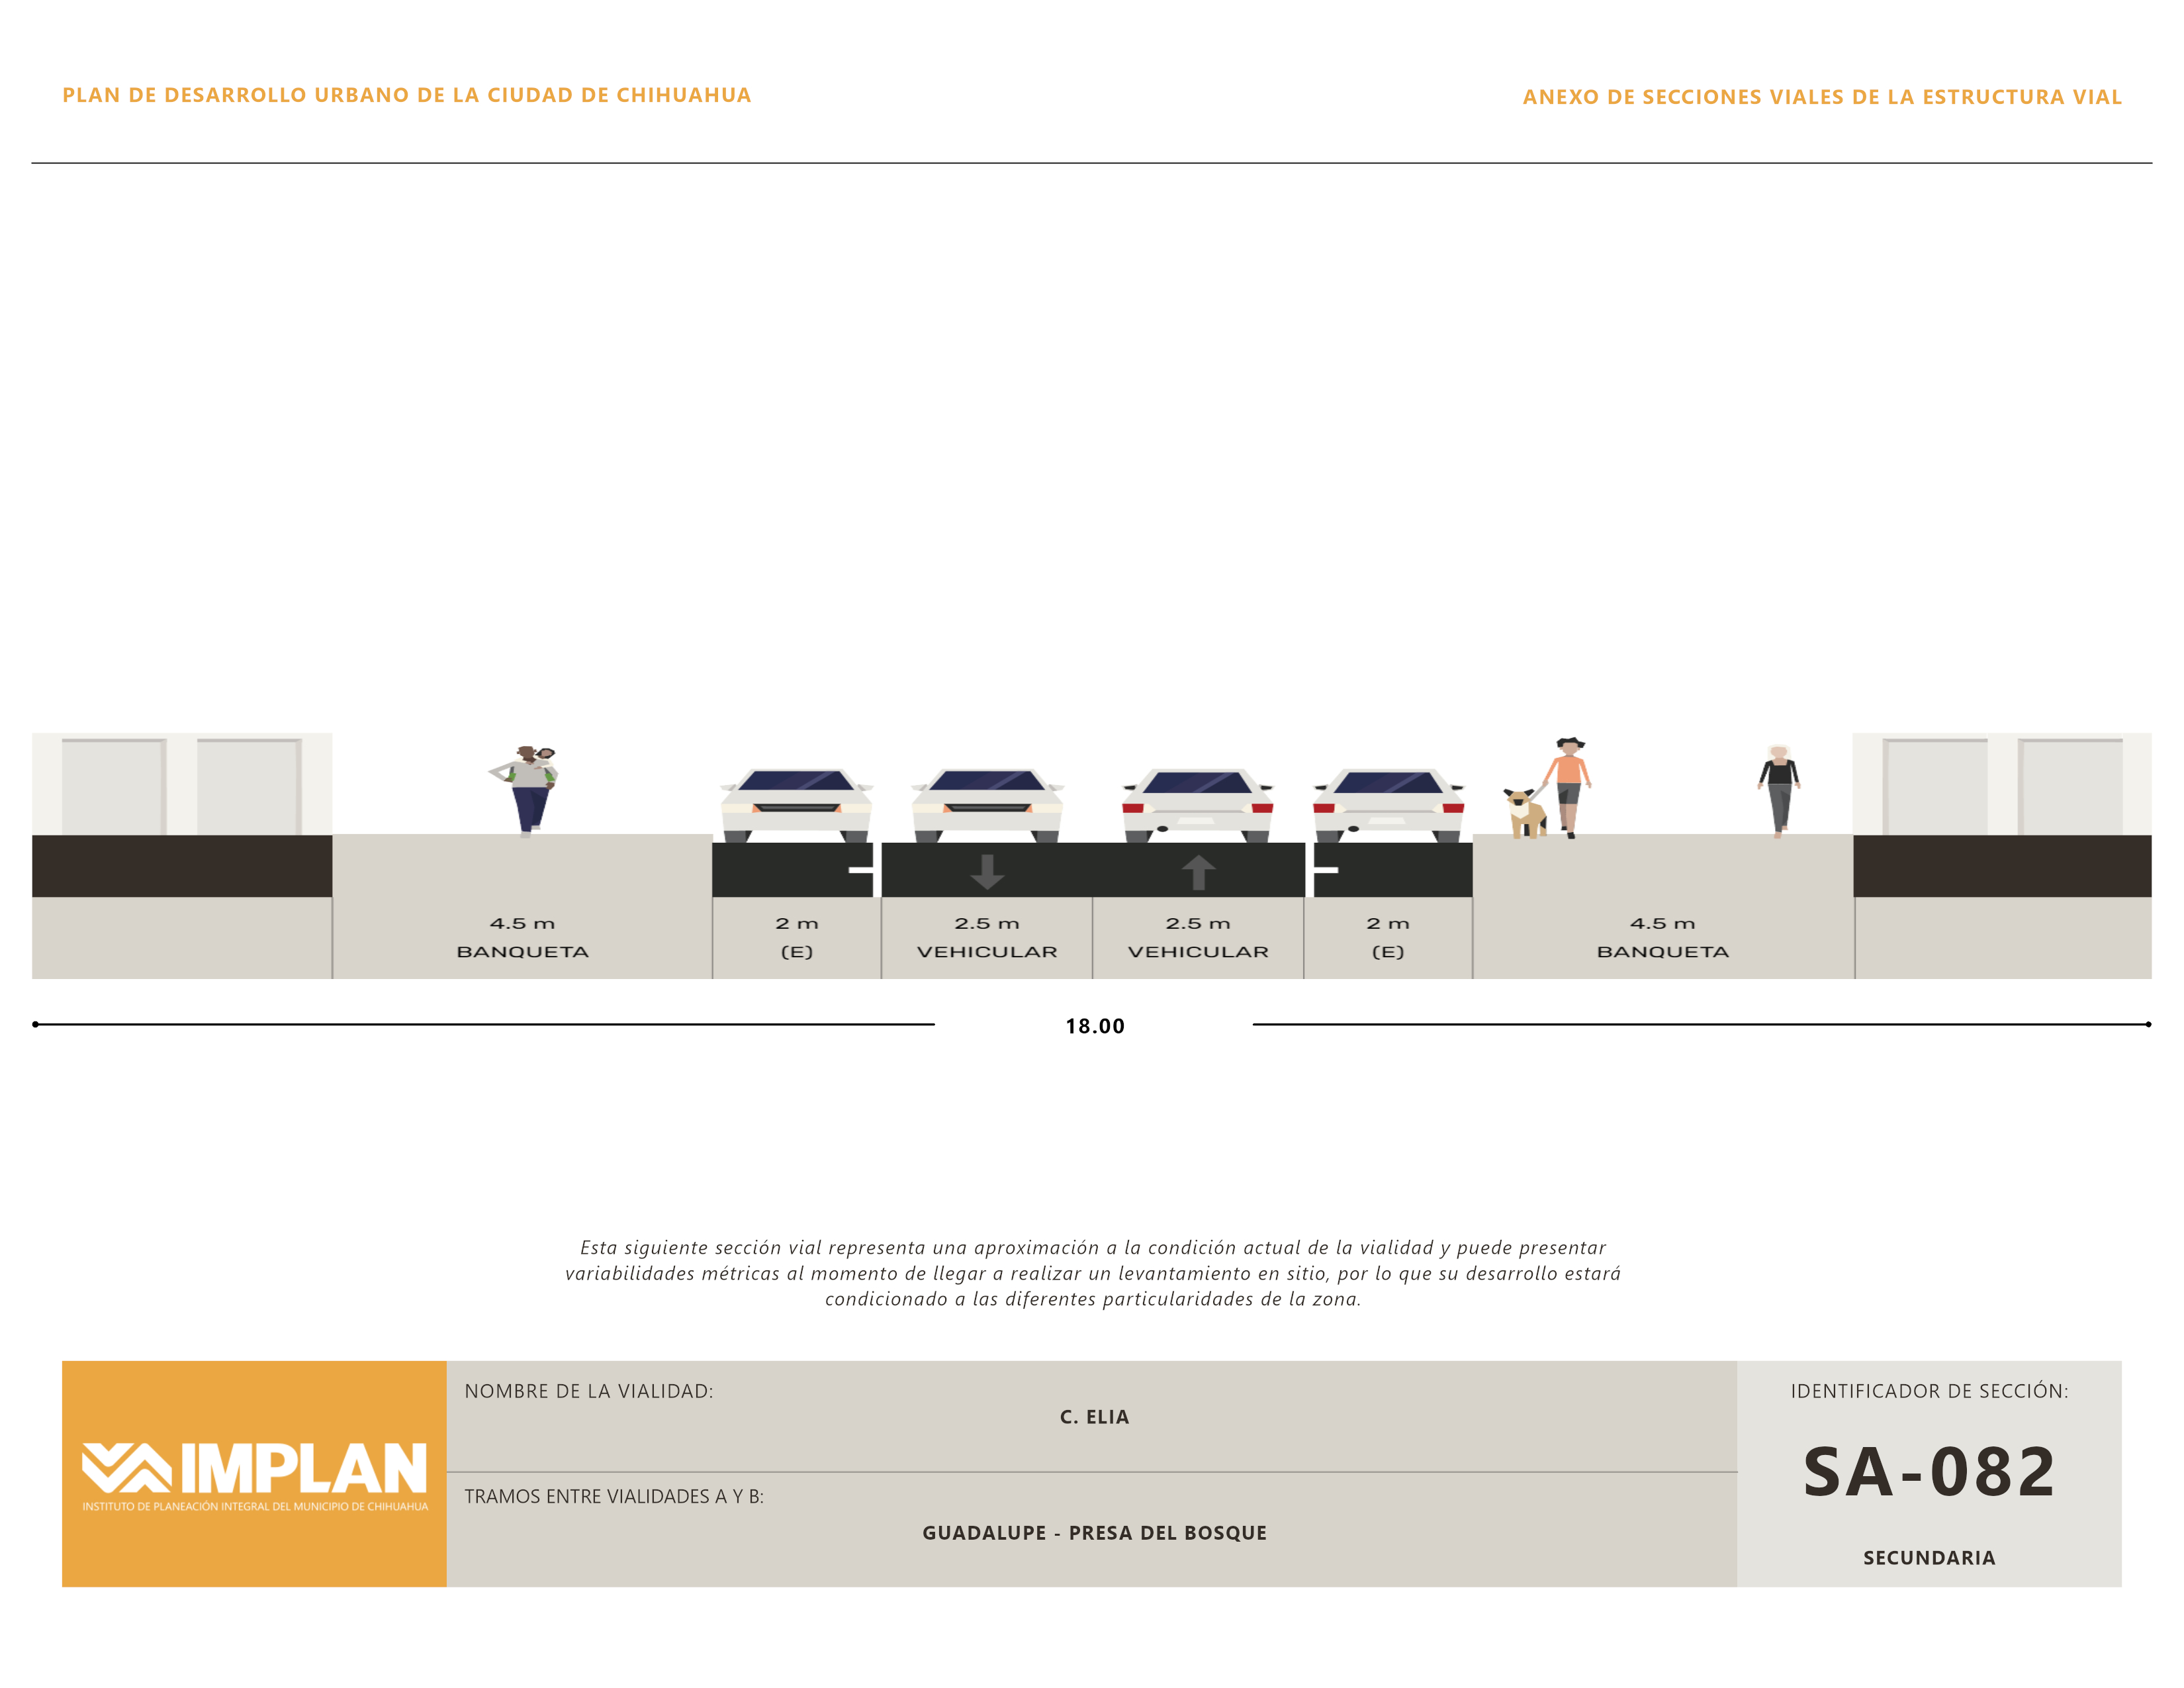 PLAN DE DESARROLLO URBANO DE LA CIUDAD DE CHIHUAHUA
ANEXO DE SECCIONES VIALES DE LA ESTRUCTURA VIAL
4.5 m
BANQUETA
2 m
(E)
2.5 m
VEHICULAR
2.5 m
VEHICULAR
2 m
(E)
4.5 m
BANQUETA
18.00
Esta siguiente sección vial representa una aproximación a la condición actual de la vialidad y puede presentar
variabilidades métricas al momento de llegar a realizar un levantamiento en sitio, por lo que su desarrollo estará
condicionado a las diferentes particularidades de la zona.
IMPLAN
INSTITUTO DE PLANEACIÓN INTEGRAL DEL MUNICIPIO DE CHIHUAHUA
NOMBRE DE LA VIALIDAD:
C. ELIA
TRAMOS ENTRE VIALIDADES A Y B:
GUADALUPE - PRESA DEL BOSQUE
IDENTIFICADOR DE SECCIÓN:
SA-082
SECUNDARIA